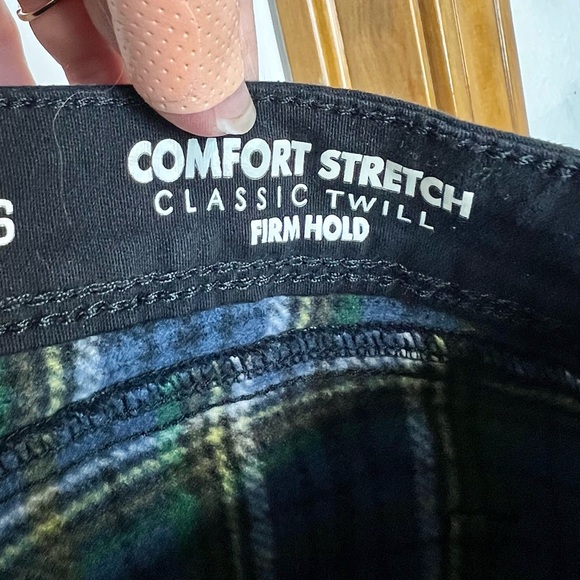 COMFORT STRETCH
CLASSIC TWILL
FIRM HOLD